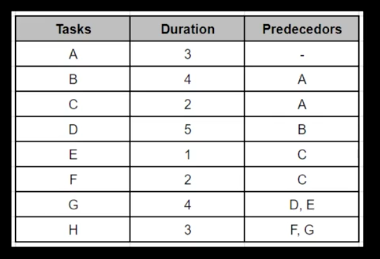 Tasks Duration Predecedors
A 3 -
B 4 A
C 2 A
D 5 B
E 1 C
F 2 C
G 4 D, E
H 3 F, G